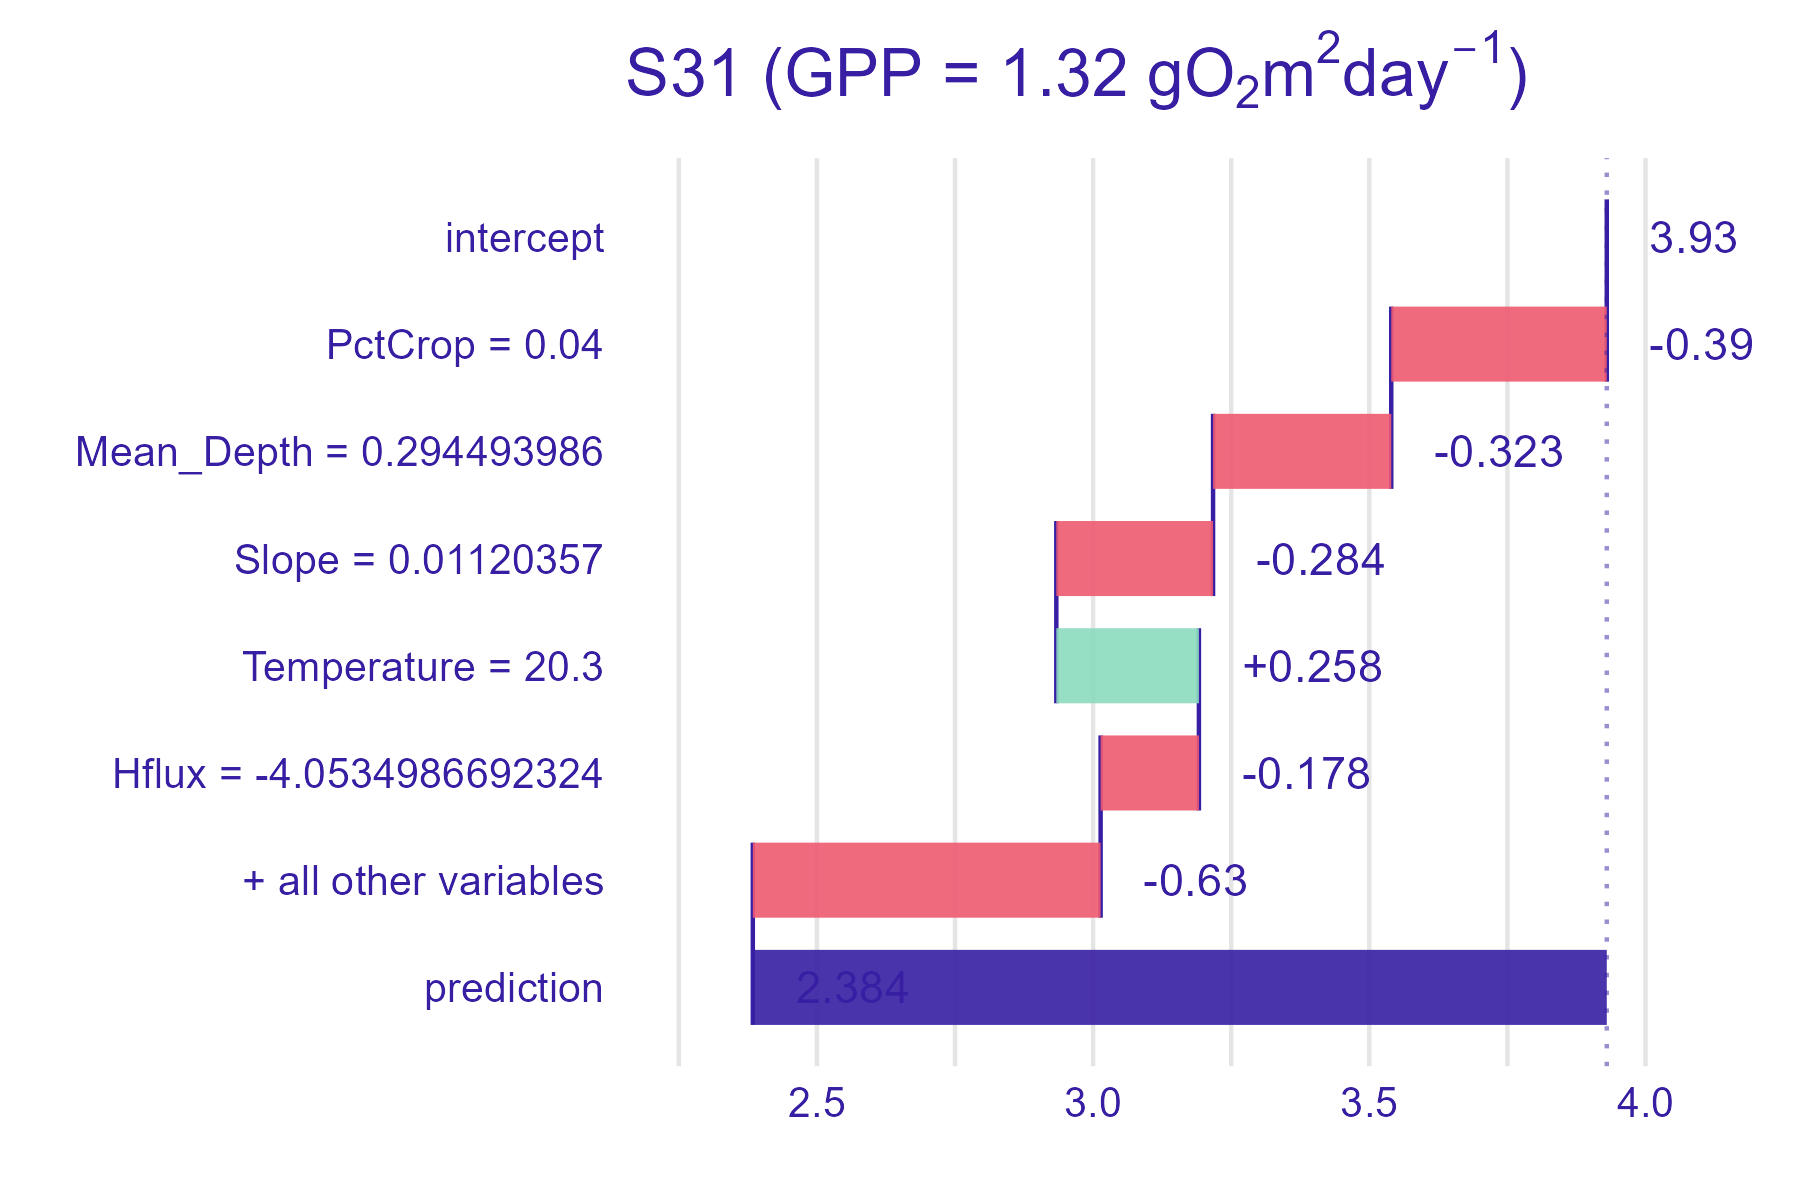 S31 (GPP = 1.32 gO₂m²day⁻¹)
intercept 3.93
PctCrop = 0.04 -0.39
Mean_Depth = 0.294493986 -0.323
Slope = 0.01120357 -0.284
Temperature = 20.3 +0.258
Hflux = -4.0534986692324 -0.178
+ all other variables -0.63
prediction 2.384
2.5 3.0 3.5 4.0